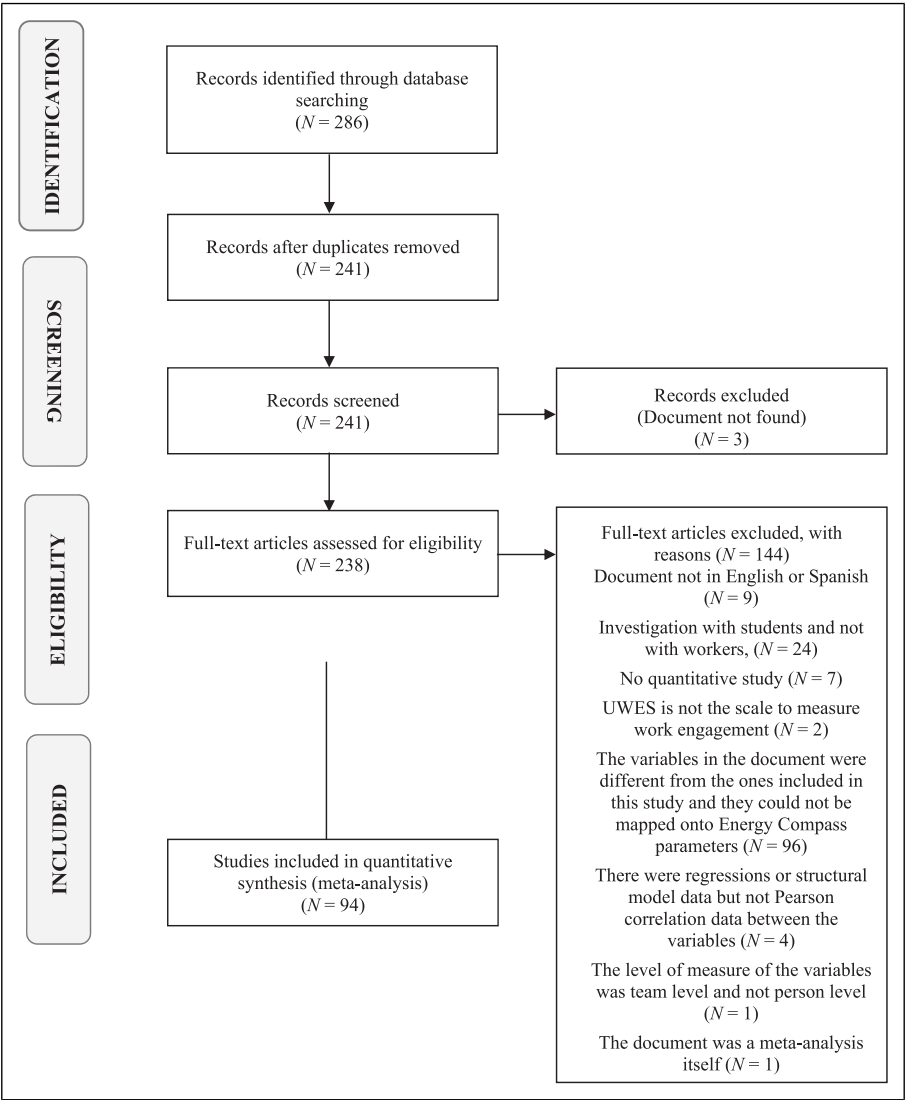 IDENTIFICATION
Records identified through database
searching
(N = 286)
Records after duplicates removed
(N = 241)
SCREENING
Records screened
(N = 241)
Records excluded
(Document not found)
(N = 3)
ELIGIBILITY
Full-text articles assessed for eligibility
(N = 238)
Full-text articles excluded, with
reasons (N = 144)
Document not in English or Spanish
(N = 9)
Investigation with students and not
with workers, (N = 24)
No quantitative study (N = 7)
UWES is not the scale to measure
work engagement (N = 2)
The variables in the document were
different from the ones included in
this study and they could not be
mapped onto Energy Compass
parameters (N = 96)
There were regressions or structural
model data but not Pearson
correlation data between the
variables (N = 4)
The level of measure of the variables
was team level and not person level
(N = 1)
The document was a meta-analysis
itself (N = 1)
INCLUDED
Studies included in quantitative
synthesis (meta-analysis)
(N = 94)